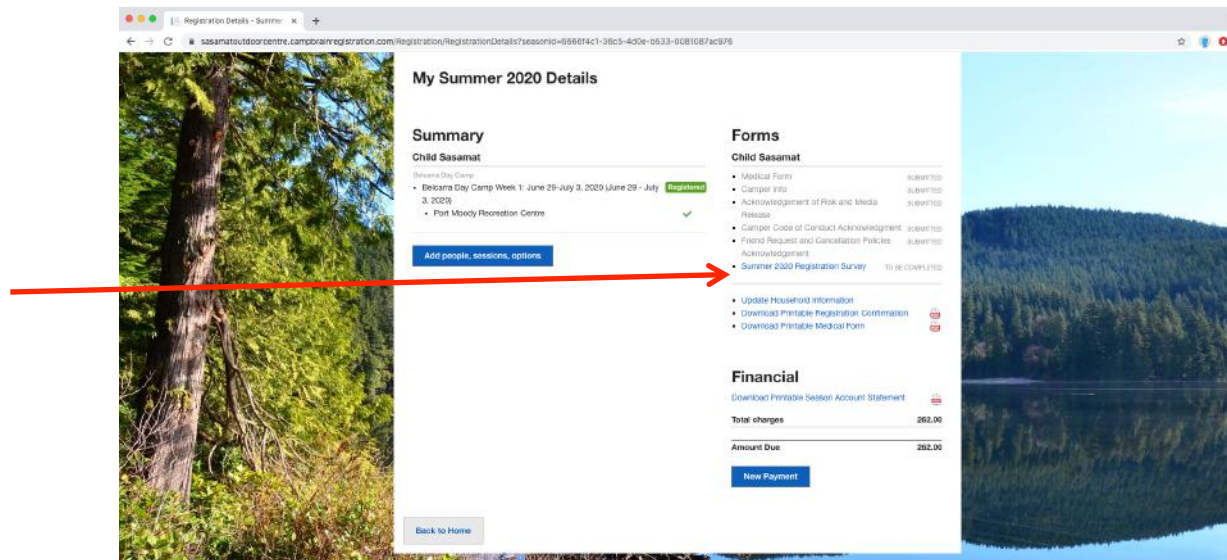 Registration Details - Summer
sasamatoutdoorcentre.campbrainregistration.com/Registration/RegistrationDetails?seasonid=6666f4c1-36c5-4d0e-b533-0081087ac976
My Summer 2020 Details
Summary
Child Sasamat
Belcarra Day Camp
Belcarra Day Camp Week 1: June 29-July 3, 2020 (June 29 - July
3, 2020)
Registered
Port Moody Recreation Centre
Add people, sessions, options
Forms
Child Sasamat
Medical Form SUBMITTED
Camper Info SUBMITTED
Acknowledgement of Risk and Media SUBMITTED
Release
Camper Code of Conduct Acknowledgment SUBMITTED
Friend Request and Cancellation Policies SUBMITTED
Acknowledgement
Summer 2020 Registration Survey TO BE COMPLETED
Update Household Information
Download Printable Registration Confirmation
Download Printable Medical Form
Financial
Download Printable Season Account Statement
Total charges 262.00
Amount Due 262.00
New Payment
Back to Home